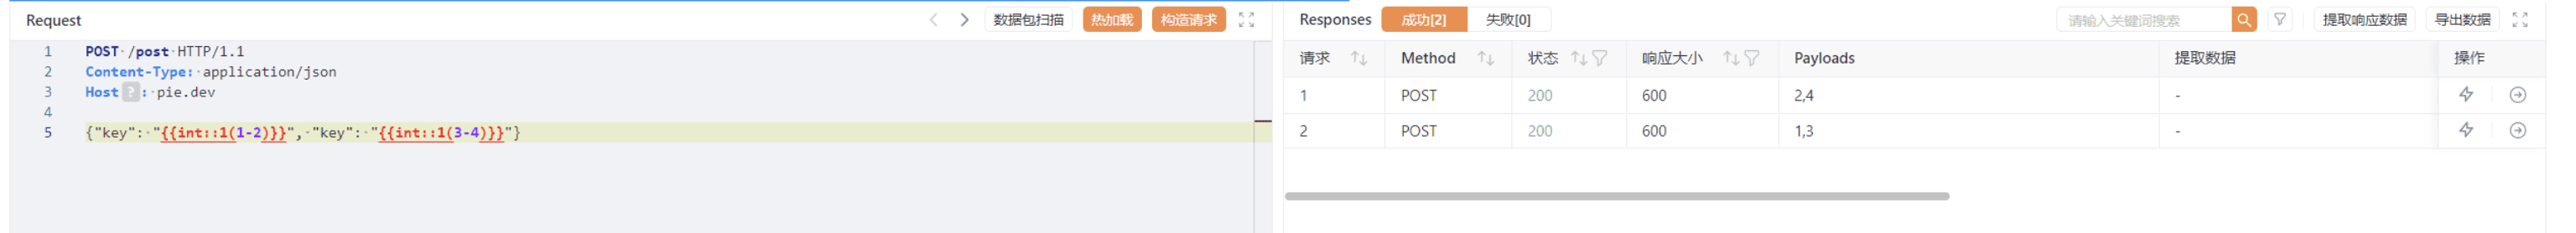 Request 数据包扫描 热加载 构造请求
1 POST /post HTTP/1.1
2 Content-Type: application/json
3 Host ? : pie.dev
4
5 {"key": "{{int::1(1-2)}}", "key": "{{int::1(3-4)}}"}
Responses 成功[2] 失败[0] 请输入关键词搜索 提取响应数据 导出数据
请求 Method 状态 响应大小 Payloads 提取数据 操作
1 POST 200 600 2,4 -
2 POST 200 600 1,3 -